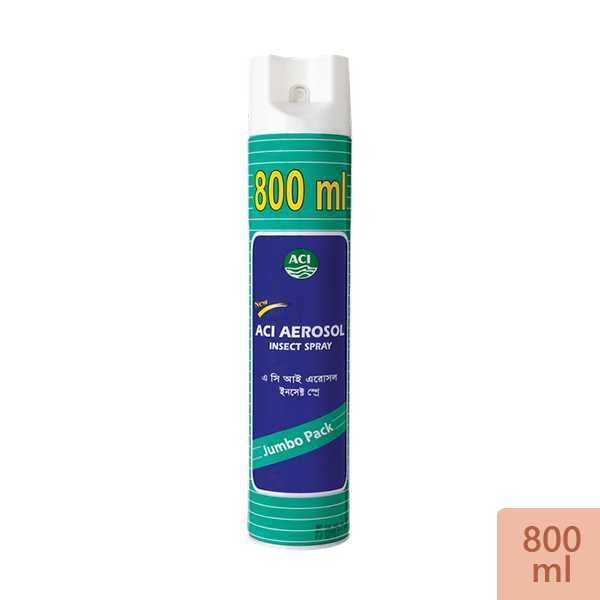 800 ml
ACI
New
ACI AEROSOL
INSECT SPRAY
এ সি আই এরোসল
ইনসেক্ট স্প্রে
Jumbo Pack
800
ml